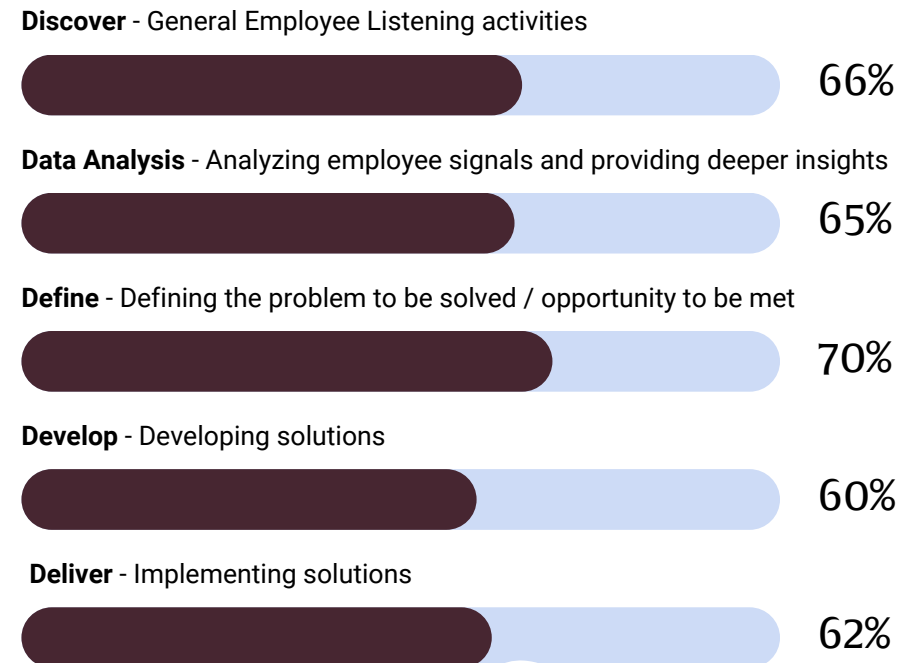 Discover - General Employee Listening activities
66%
Data Analysis - Analyzing employee signals and providing deeper insights
65%
Define - Defining the problem to be solved / opportunity to be met
70%
Develop - Developing solutions
60%
Deliver - Implementing solutions
62%